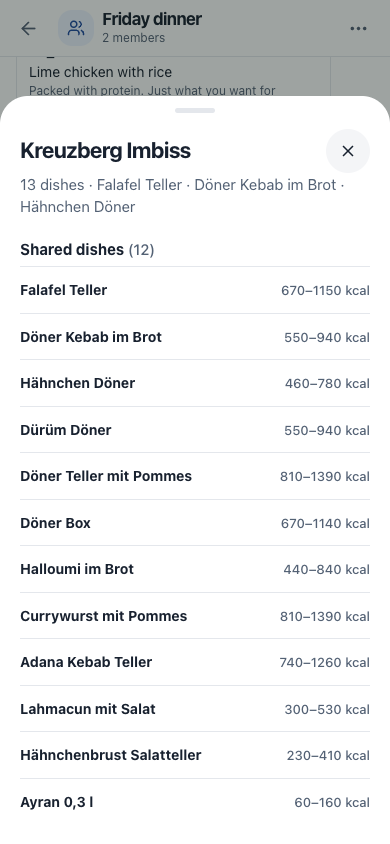 Friday dinner
2 members
Lime chicken with rice
Packed with protein. Just what you want for
Kreuzberg Imbiss
13 dishes · Falafel Teller · Döner Kebab im Brot ·
Hähnchen Döner
Shared dishes (12)
Falafel Teller 670–1150 kcal
Döner Kebab im Brot 550–940 kcal
Hähnchen Döner 460–780 kcal
Dürüm Döner 550–940 kcal
Döner Teller mit Pommes 810–1390 kcal
Döner Box 670–1140 kcal
Halloumi im Brot 440–840 kcal
Currywurst mit Pommes 810–1390 kcal
Adana Kebab Teller 740–1260 kcal
Lahmacun mit Salat 300–530 kcal
Hähnchenbrust Salatteller 230–410 kcal
Ayran 0,3 l 60–160 kcal